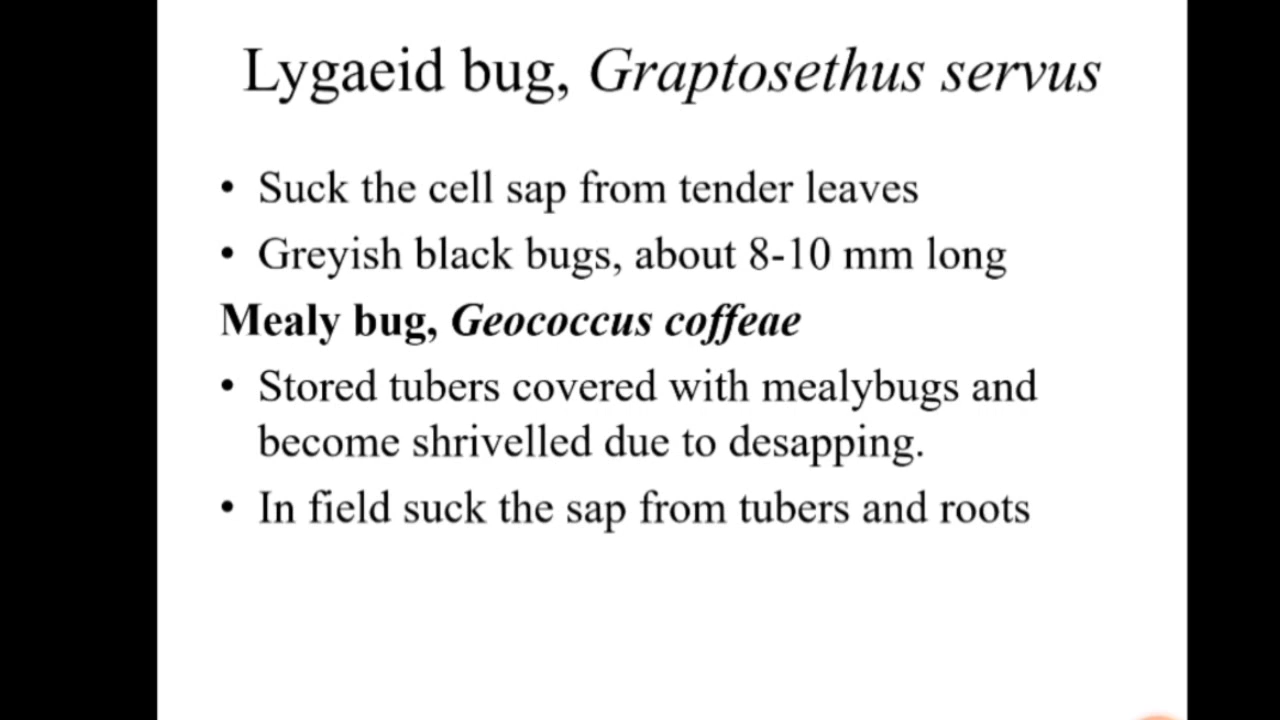 Lygaeid bug, Graptosethus servus
• Suck the cell sap from tender leaves
• Greyish black bugs, about 8-10 mm long
Mealy bug, Geococcus coffeae
• Stored tubers covered with mealybugs and
become shrivelled due to desapping.
• In field suck the sap from tubers and roots